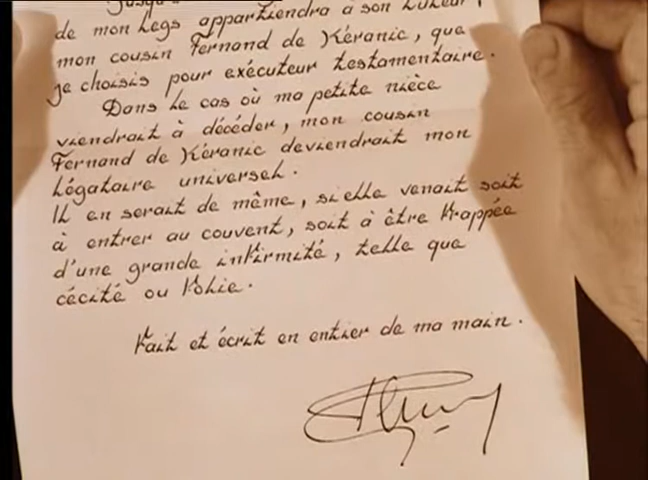 Jusqu'à
de mon legs appartiendra à son tuteur,
mon cousin Fernand de Kéranic, que
je choisis pour exécuteur testamentaire.
Dans le cas où ma petite nièce
viendrait à décéder, mon cousin
Fernand de Kéranic deviendrait mon
légataire universel.
Il en serait de même, si elle venait soit
à entrer au couvent, soit à être frappée
d'une grande infirmité, telle que
cécité ou folie.
Fait et écrit en entier de ma main.